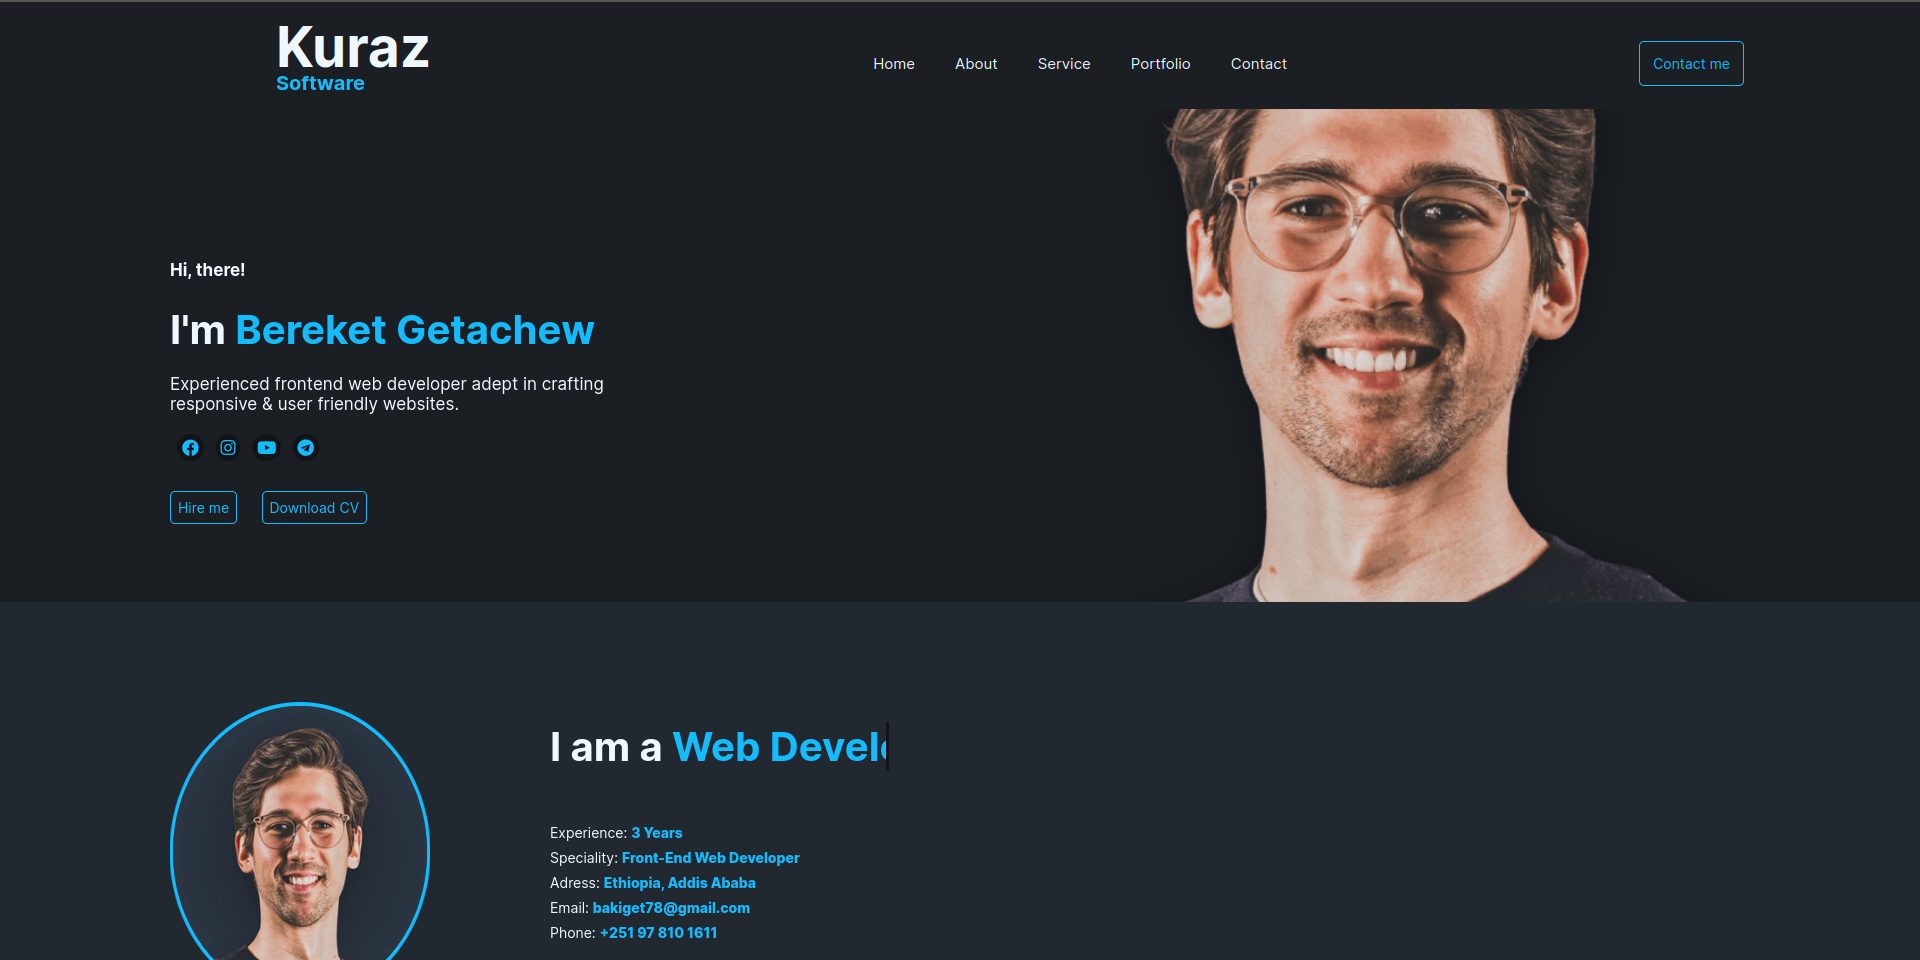 Kuraz
Software
Home
About
Service
Portfolio
Contact
Contact me
Hi, there!
I'm Bereket Getachew
Experienced frontend web developer adept in crafting
responsive & user friendly websites.
Hire me
Download CV
I am a Web Devel
Experience: 3 Years
Speciality: Front-End Web Developer
Adress: Ethiopia, Addis Ababa
Email: bakiget78@gmail.com
Phone: +251 97 810 1611